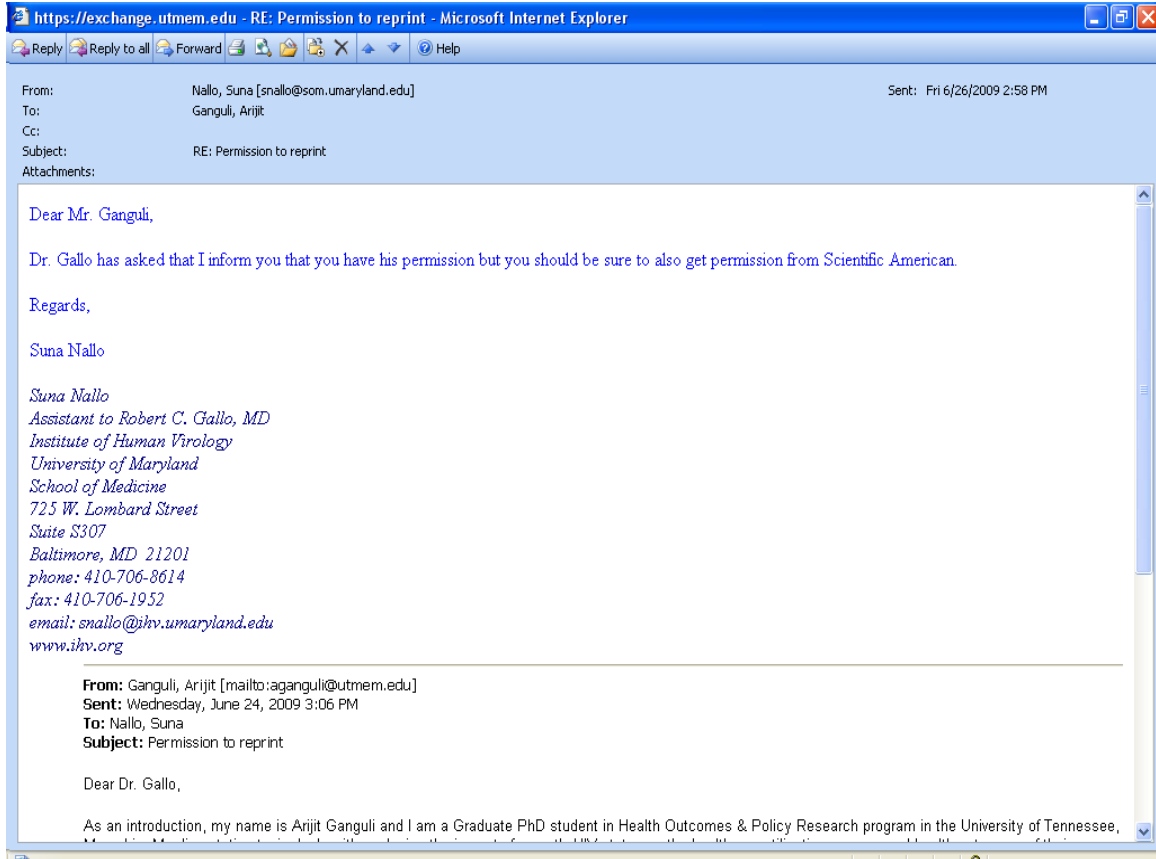 https://exchange.utmem.edu - RE: Permission to reprint - Microsoft Internet Explorer
Reply Reply to all Forward Help
From: Nallo, Suna [snallo@som.umaryland.edu] Sent: Fri 6/26/2009 2:58 PM
To: Ganguli, Arijit
Cc:
Subject: RE: Permission to reprint
Attachments:
Dear Mr. Ganguli,
Dr. Gallo has asked that I inform you that you have his permission but you should be sure to also get permission from Scientific American.
Regards,
Suna Nallo
Suna Nallo
Assistant to Robert C. Gallo, MD
Institute of Human Virology
University of Maryland
School of Medicine
725 W. Lombard Street
Suite S307
Baltimore, MD 21201
phone: 410-706-8614
fax: 410-706-1952
email: snallo@ihv.umaryland.edu
www.ihv.org
From: Ganguli, Arijit [mailto:aganguli@utmem.edu]
Sent: Wednesday, June 24, 2009 3:06 PM
To: Nallo, Suna
Subject: Permission to reprint
Dear Dr. Gallo,
As an introduction, my name is Arijit Ganguli and I am a Graduate PhD student in Health Outcomes & Policy Research program in the University of Tennessee,